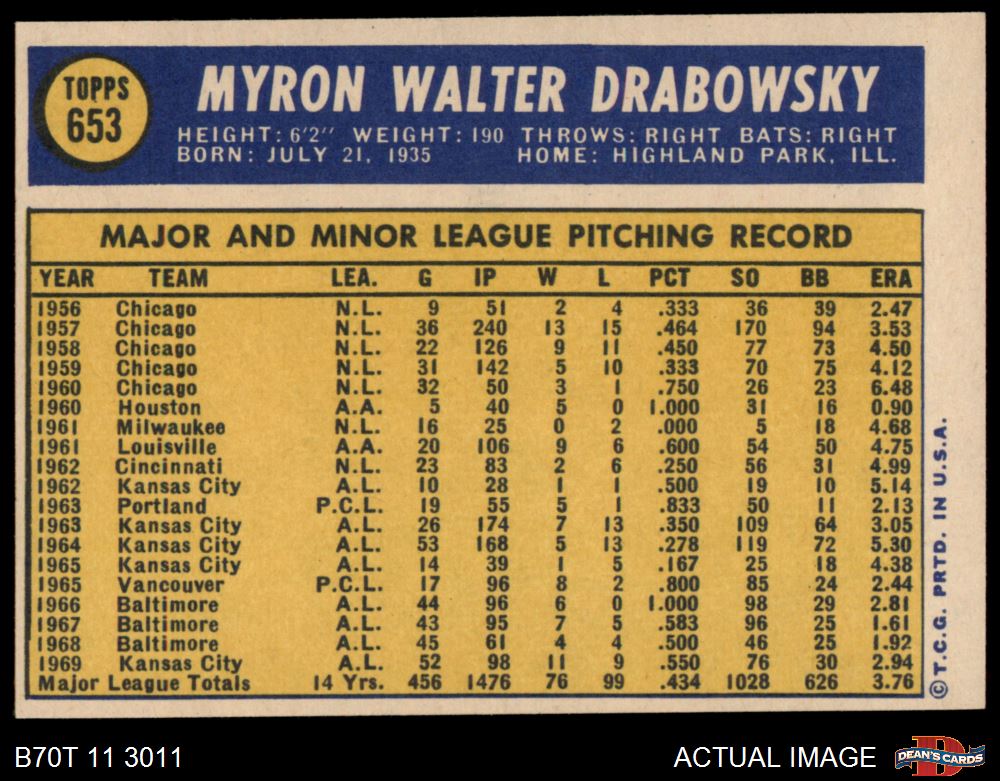 TOPPS
653
MYRON WALTER DRABOWSKY
HEIGHT: 6'2" WEIGHT: 190 THROWS: RIGHT BATS: RIGHT
BORN: JULY 21, 1935 HOME: HIGHLAND PARK, ILL.
MAJOR AND MINOR LEAGUE PITCHING RECORD
YEAR TEAM LEA. G IP W L PCT SO BB ERA
1956 Chicago N.L. 9 51 2 4 .333 36 39 2.47
1957 Chicago N.L. 36 240 13 15 .464 170 94 3.53
1958 Chicago N.L. 22 126 9 11 .450 77 73 4.50
1959 Chicago N.L. 31 142 5 10 .333 70 75 4.12
1960 Chicago N.L. 32 50 3 1 .750 26 23 6.48
1960 Houston A.A. 5 40 5 0 1.000 31 16 0.90
1961 Milwaukee N.L. 16 25 0 2 .000 5 18 4.68
1961 Louisville A.A. 20 106 9 6 .600 54 50 4.75
1962 Cincinnati N.L. 23 83 2 6 .250 56 31 4.99
1962 Kansas City A.L. 10 28 1 1 .500 19 10 5.14
1963 Portland P.C.L. 19 55 5 1 .833 50 11 2.13
1963 Kansas City A.L. 26 174 7 13 .350 109 64 3.05
1964 Kansas City A.L. 53 168 5 13 .278 119 72 5.30
1965 Kansas City A.L. 14 39 1 5 .167 25 18 4.38
1965 Vancouver P.C.L. 17 96 8 2 .800 85 24 2.44
1966 Baltimore A.L. 44 96 6 0 1.000 98 29 2.81
1967 Baltimore A.L. 43 95 7 5 .583 96 25 1.61
1968 Baltimore A.L. 45 61 4 4 .500 46 25 1.92
1969 Kansas City A.L. 52 98 11 9 .550 76 30 2.94
Major League Totals 14 Yrs. 456 1476 76 99 .434 1028 626 3.76
© T.C.G. PRTD. IN U.S.A.
B70T 11 3011
ACTUAL IMAGE
D
DEAN'S CARDS